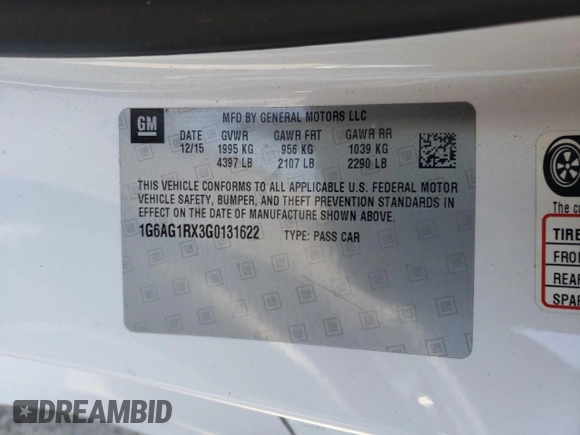 GM
MFD BY GENERAL MOTORS LLC
DATE GVWR GAWR FRT GAWR RR
12/15 1995 KG 956 KG 1039 KG
4397 LB 2107 LB 2290 LB
THIS VEHICLE CONFORMS TO ALL APPLICABLE U.S. FEDERAL MOTOR
VEHICLE SAFETY, BUMPER, AND THEFT PREVENTION STANDARDS IN
EFFECT ON THE DATE OF MANUFACTURE SHOWN ABOVE.
1G6AG1RX3G0131622 TYPE: PASS CAR
The c
TIRE
FRO
REAR
DREAMBID